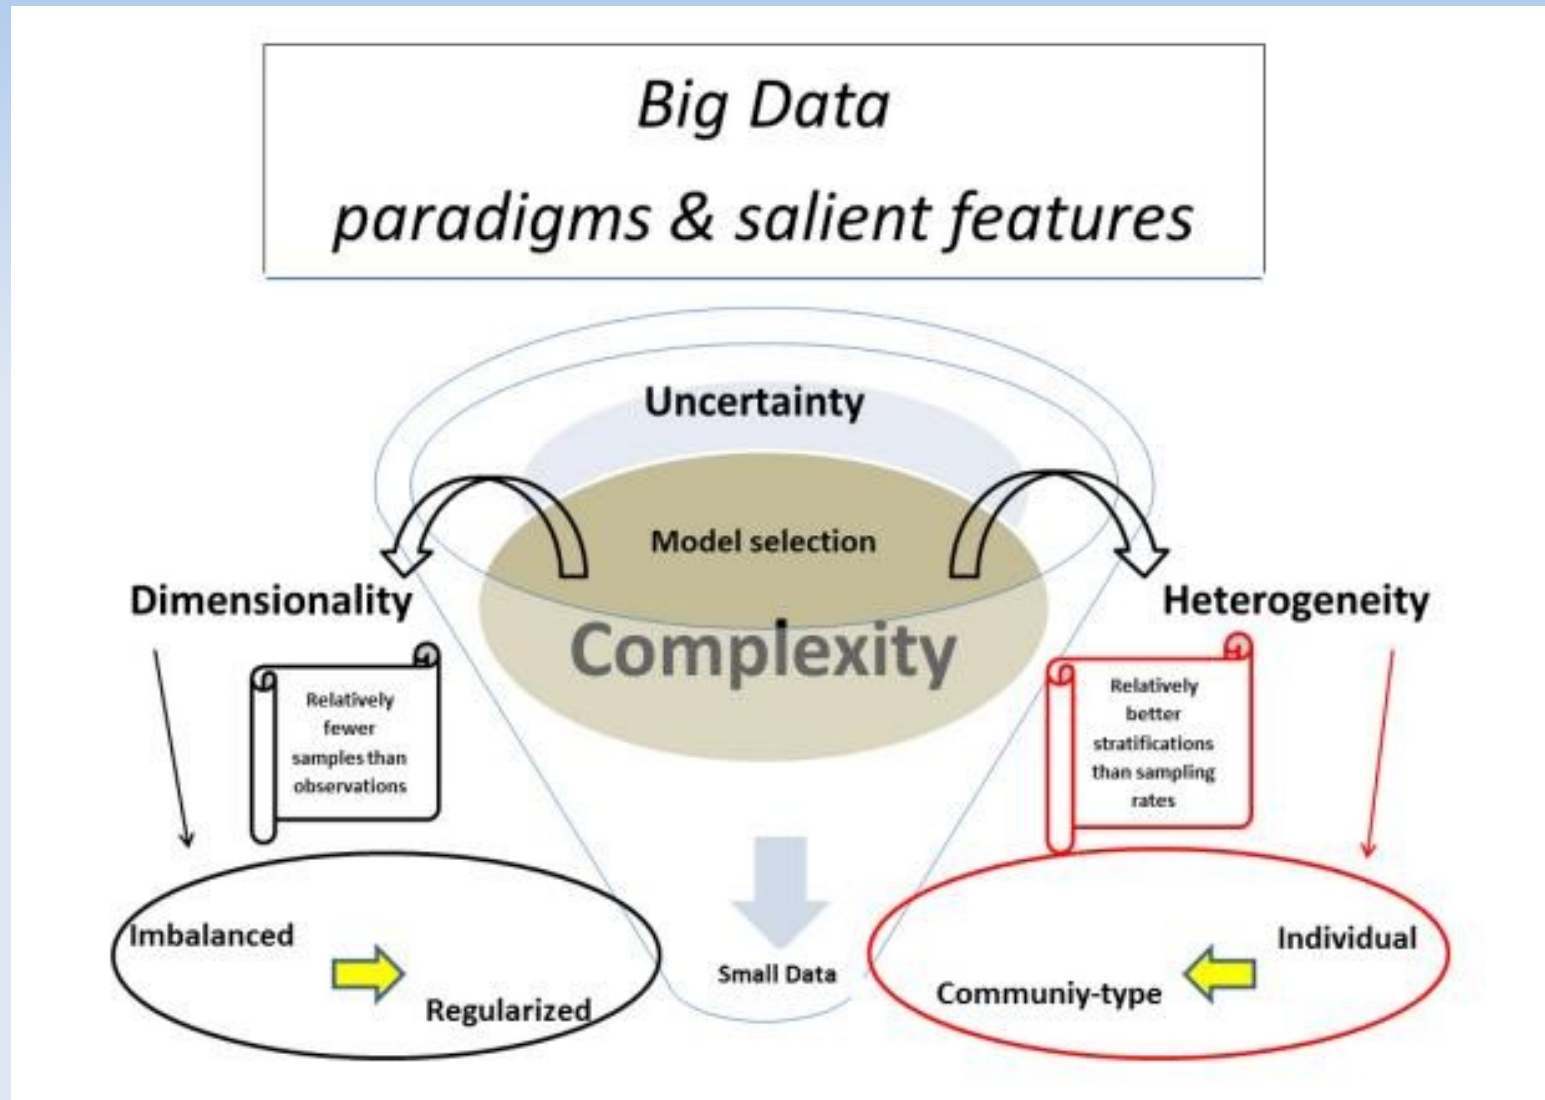 Big Data
paradigms & salient features
Uncertainty
Model selection
Dimensionality
Heterogeneity
Complexity
Relatively
fewer
samples than
observations
Relatively
better
stratifications
than sampling
rates
Imbalanced
Regularized
Small Data
Individual
Communiy-type